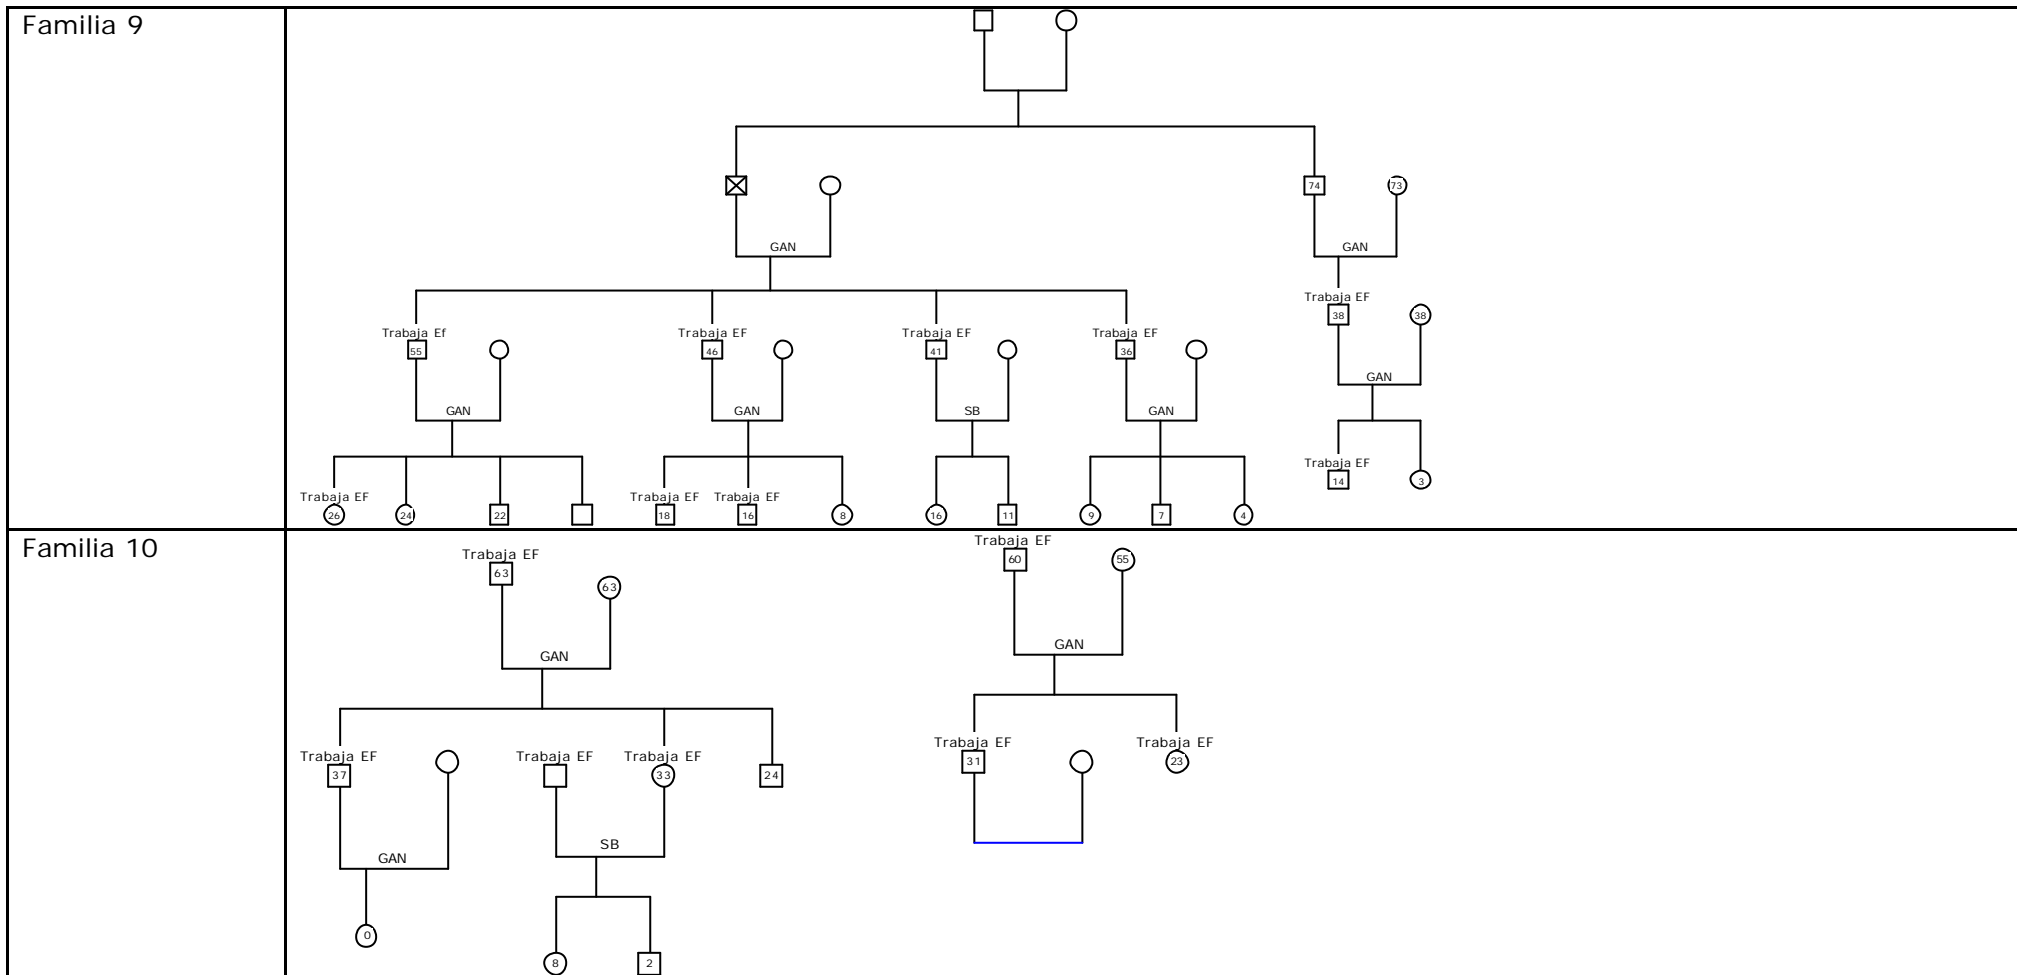 Familia 9
74 73
GAN GAN
Trabaja EF
38 38
Trabaja Ef Trabaja EF Trabaja EF Trabaja EF
55 46 41 36
GAN
GAN GAN SB GAN
Trabaja EF
14 3
Trabaja EF Trabaja EF Trabaja EF
26 24 22 18 16 8 16 11 9 7 4
Familia 10
Trabaja EF
60 55
Trabaja EF
63 63
GAN
GAN
Trabaja EF Trabaja EF
31 23
Trabaja EF Trabaja EF Trabaja EF
37 33 24
SB
GAN
0
8 2